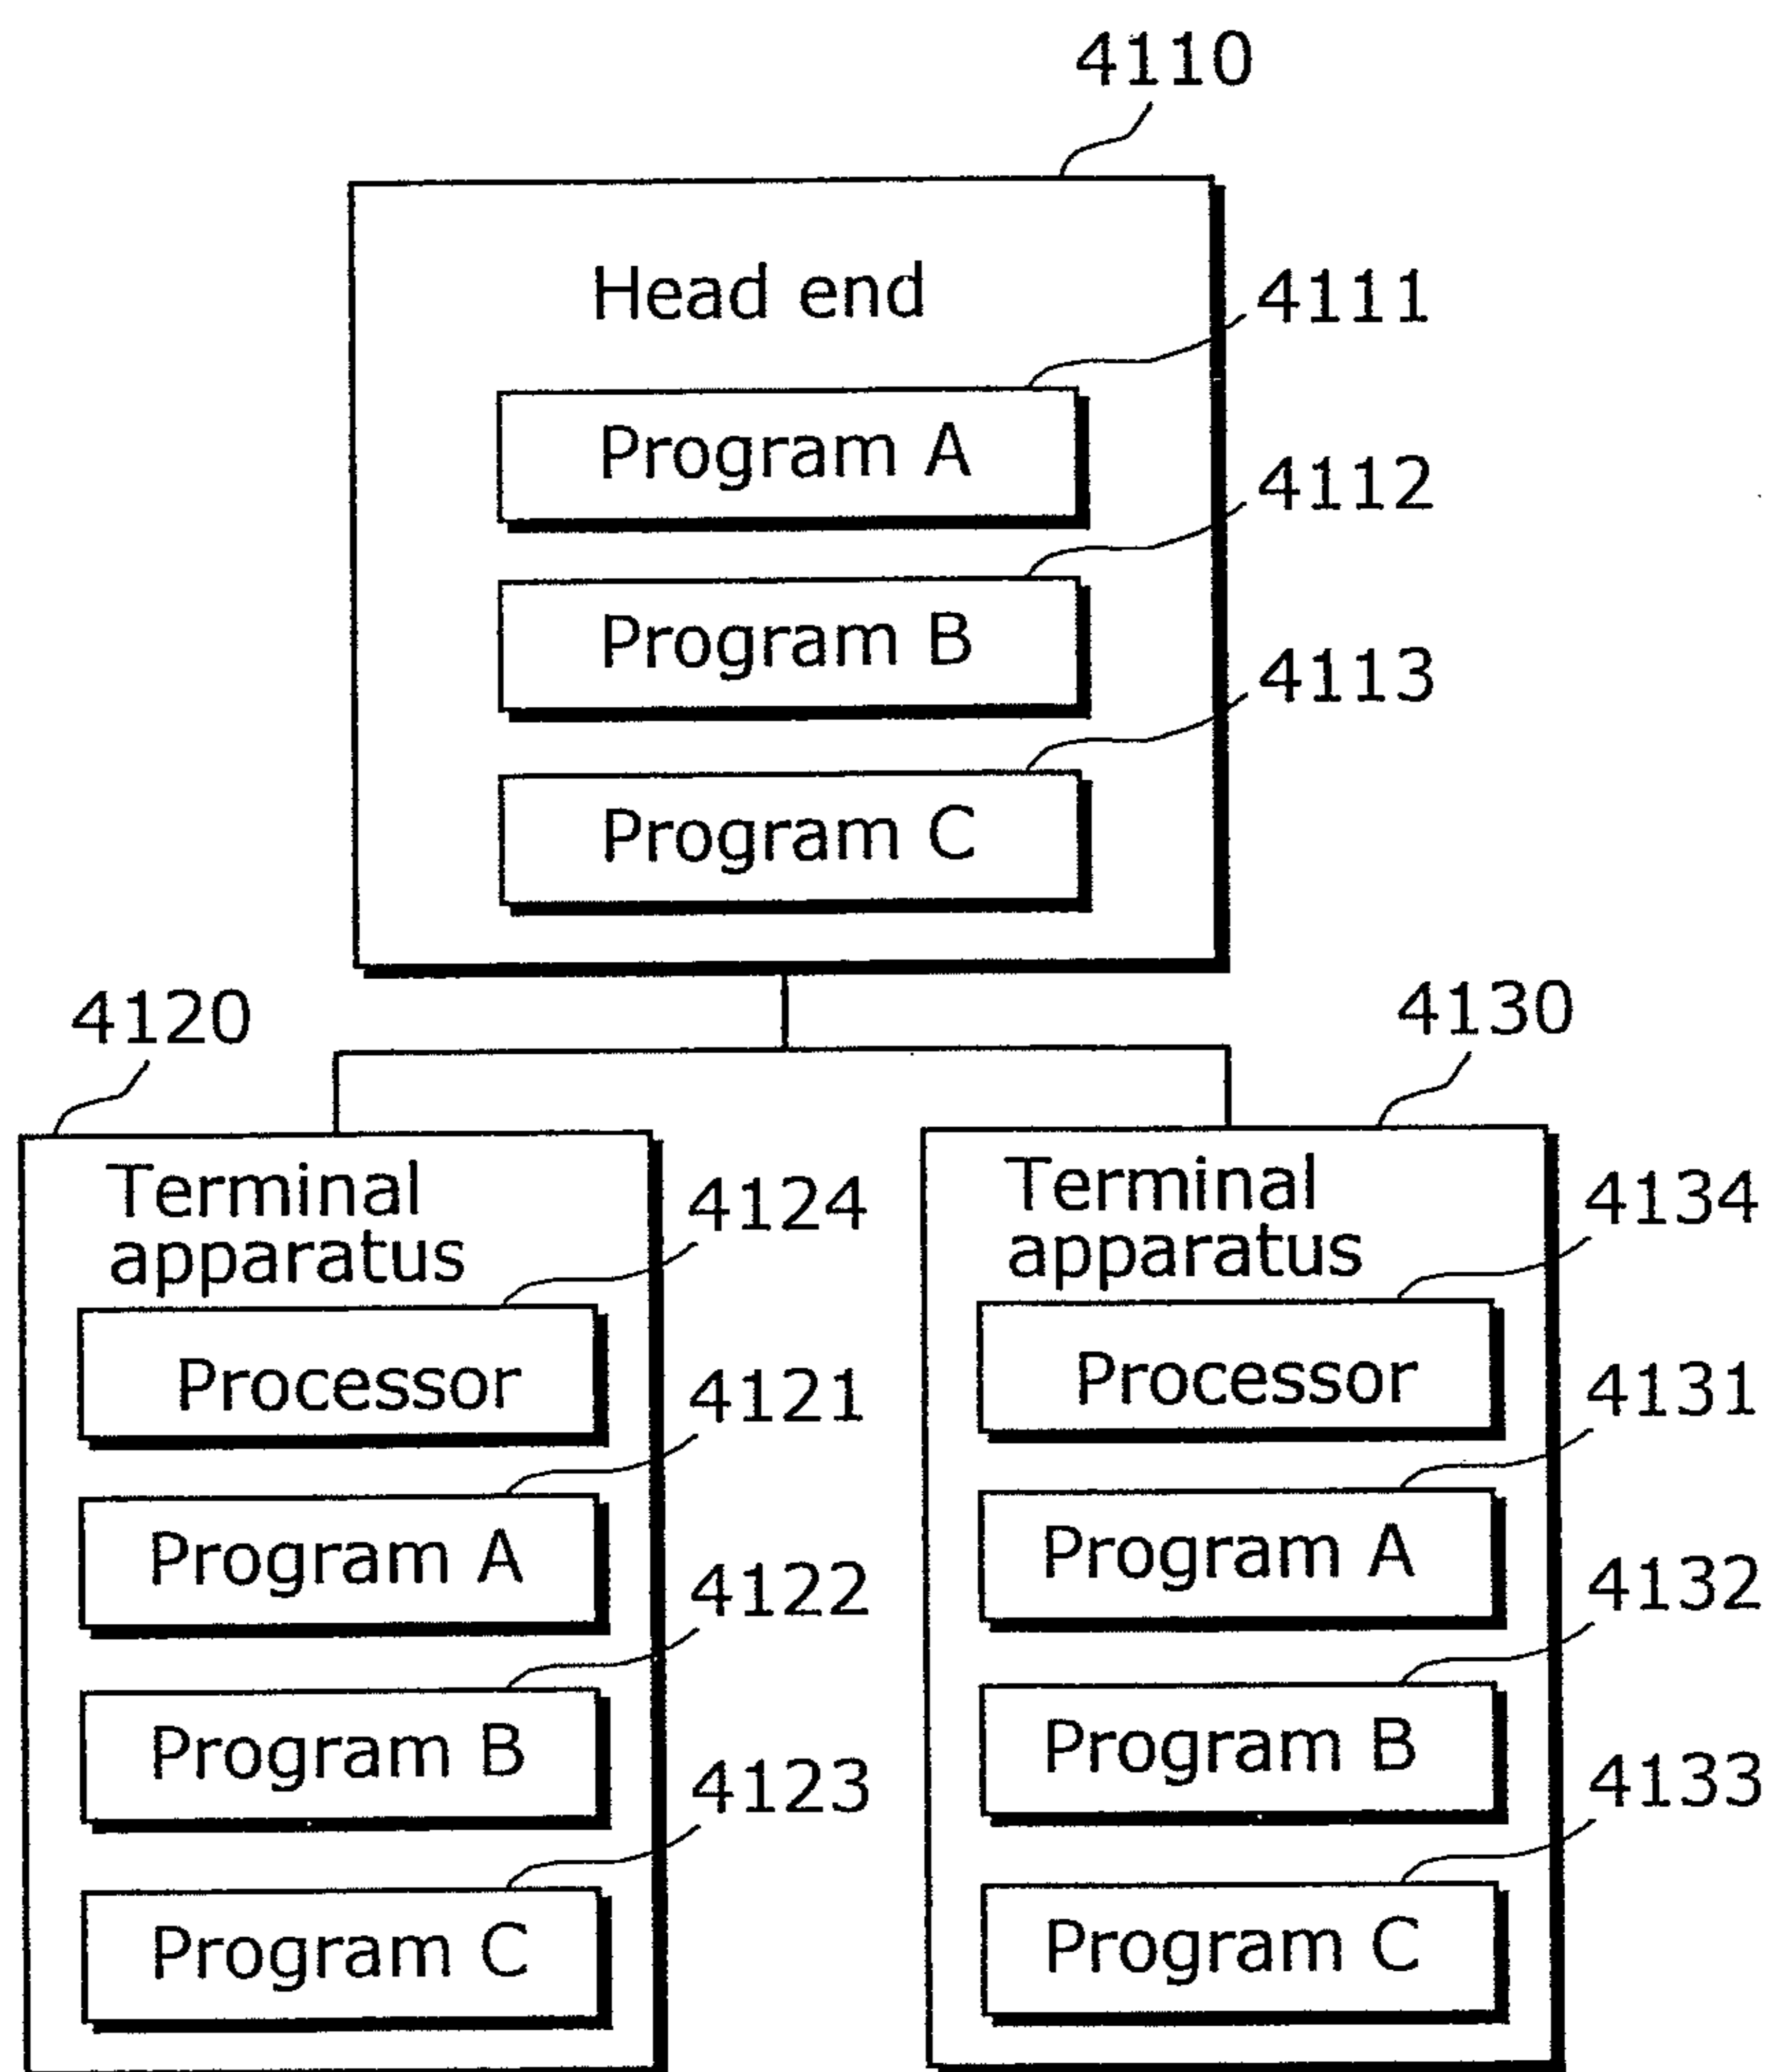 4110
Head end
4111
Program A
4112
Program B
4113
Program C
4120
4130
Terminal
apparatus
4124
Processor
4121
Program A
4122
Program B
4123
Program C
Terminal
apparatus
4134
Processor
4131
Program A
4132
Program B
4133
Program C